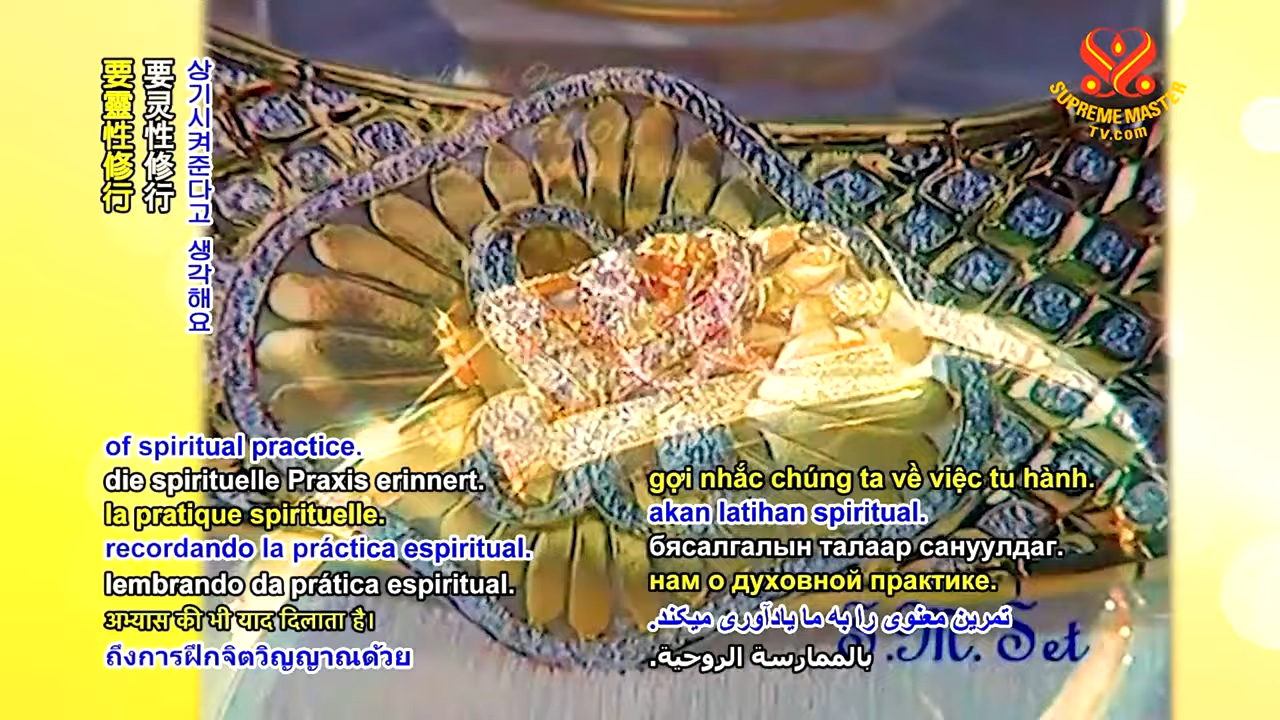 要靈性修行
要灵性修行
상기시켜준다고 생각해요
SUPREME MASTER
TV.com
of spiritual practice.
die spirituelle Praxis erinnert.
la pratique spirituelle.
recordando la práctica espiritual.
lembrando da prática espiritual.
अभ्यास की भी याद दिलाता है।
ถึงการฝึกจิตวิญญาณด้วย
gợi nhắc chúng ta về việc tu hành.
akan latihan spiritual.
бясалгалын талаар сануулдаг.
нам о духовной практике.
تمرین معنوی را به ما یادآوری میکند.
بالممارسة الروحية.
.M. Set